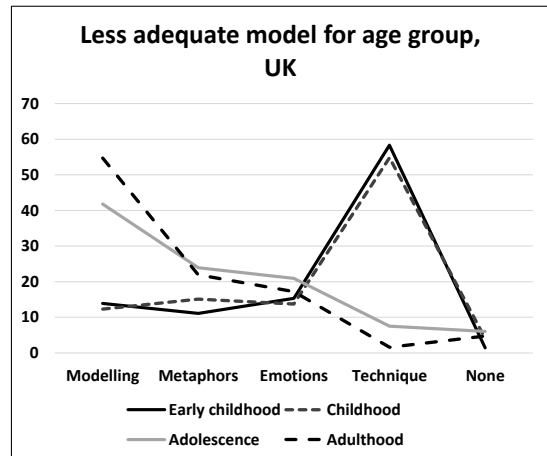 Less adequate model for age group,
UK
70
60
50
40
30
20
10
0
Modelling Metaphors Emotions Technique None
Early childhood Childhood
Adolescence Adulthood